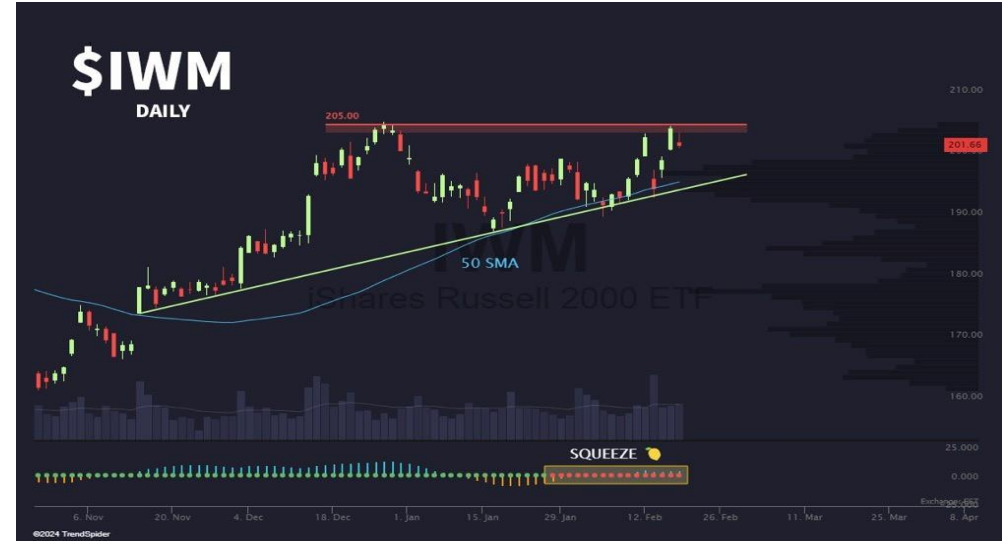 $IWM
DAILY
205.00
210.00
201.66
190.00
IWM
50 SMA
180.00
iShares Russell 2000 ETF
170.00
160.00
SQUEEZE 🍋
25.000
0.000
6. Nov 20. Nov 4. Dec 18. Dec 1. Jan 15. Jan 29. Jan 12. Feb 26. Feb 11. Mar 25. Mar 8. Apr
©2024 TrendSpider